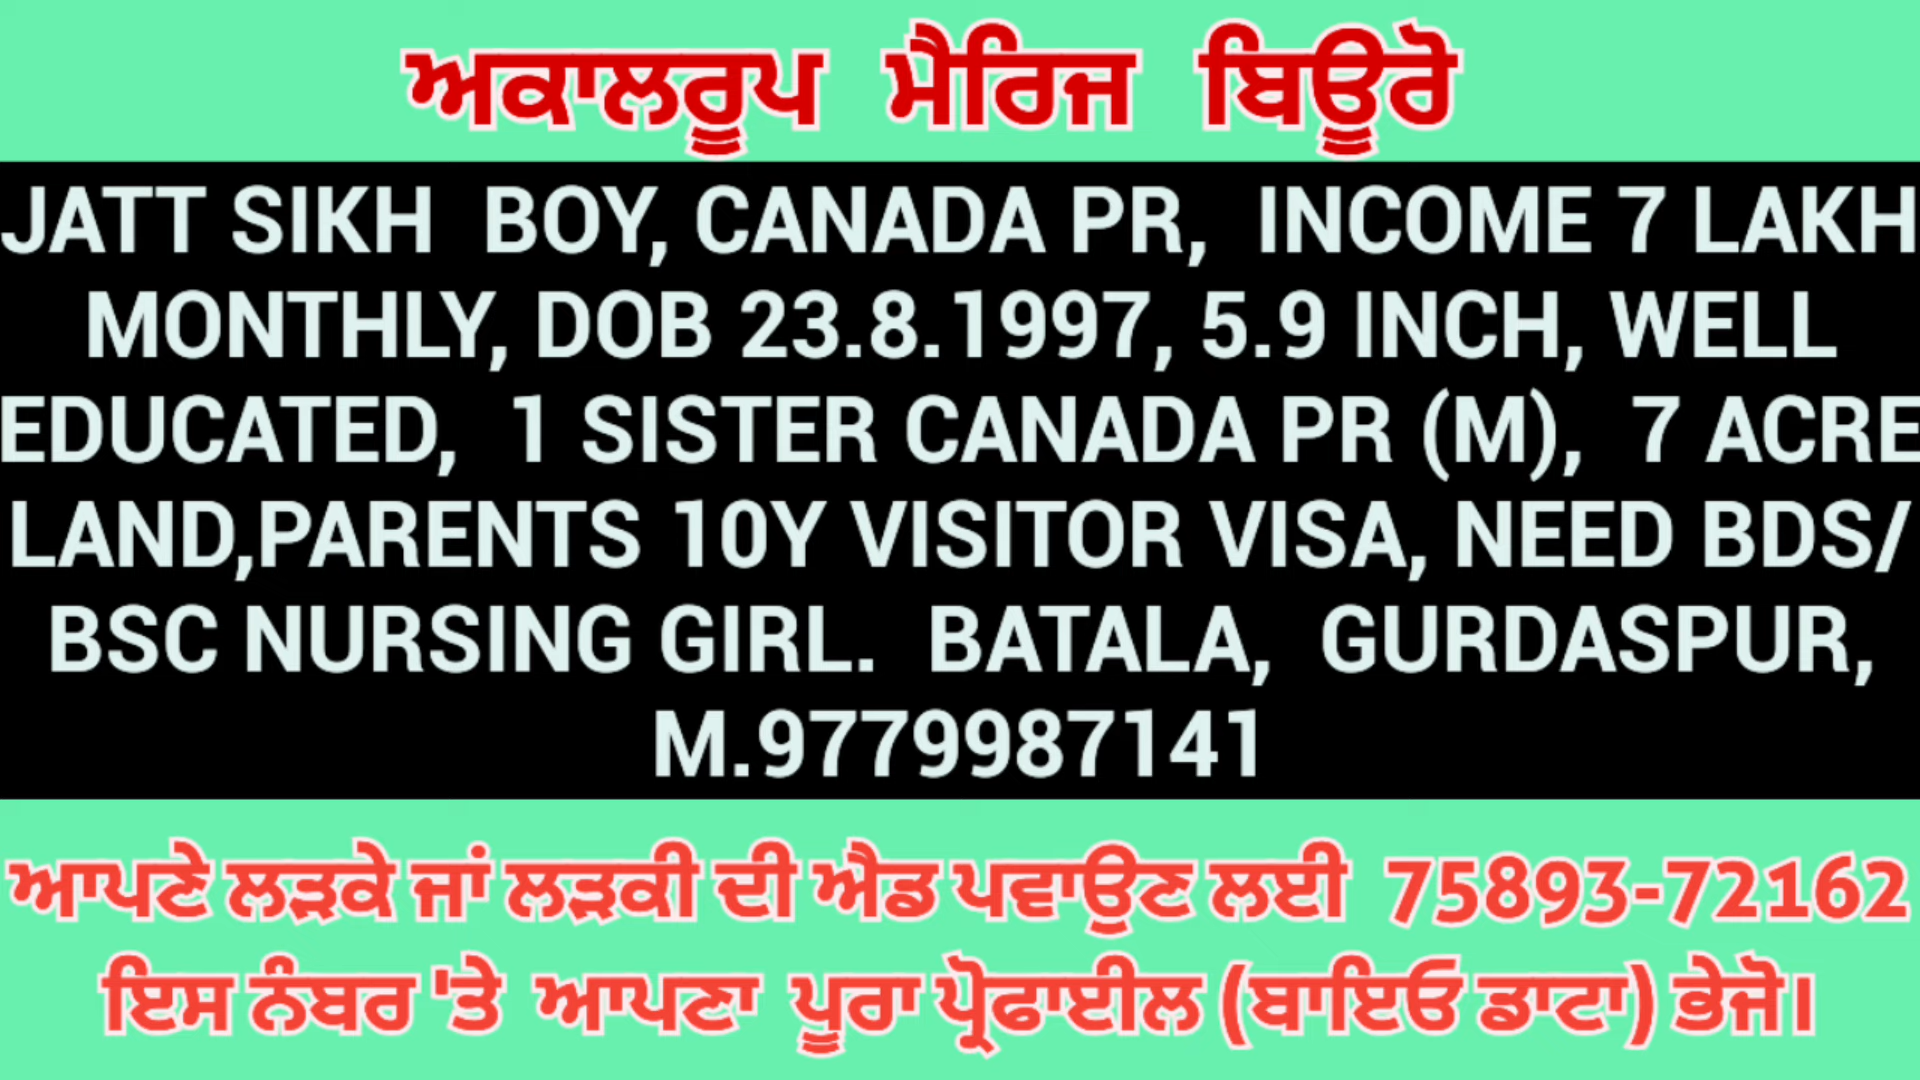 ਅਕਾਲਰੂਪ ਮੈਰਿਜ ਬਿਊਰੋ
JATT SIKH BOY, CANADA PR, INCOME 7 LAKH
MONTHLY, DOB 23.8.1997, 5.9 INCH, WELL
EDUCATED, 1 SISTER CANADA PR (M), 7 ACRE
LAND,PARENTS 10Y VISITOR VISA, NEED BDS/
BSC NURSING GIRL. BATALA, GURDASPUR,
M.9779987141
ਆਪਣੇ ਲੜਕੇ ਜਾਂ ਲੜਕੀ ਦੀ ਐਡ ਪਵਾਉਣ ਲਈ 75893-72162
ਇਸ ਨੰਬਰ 'ਤੇ ਆਪਣਾ ਪੂਰਾ ਪ੍ਰੋਫਾਈਲ (ਬਾਇਓ ਡਾਟਾ) ਭੇਜੋ।